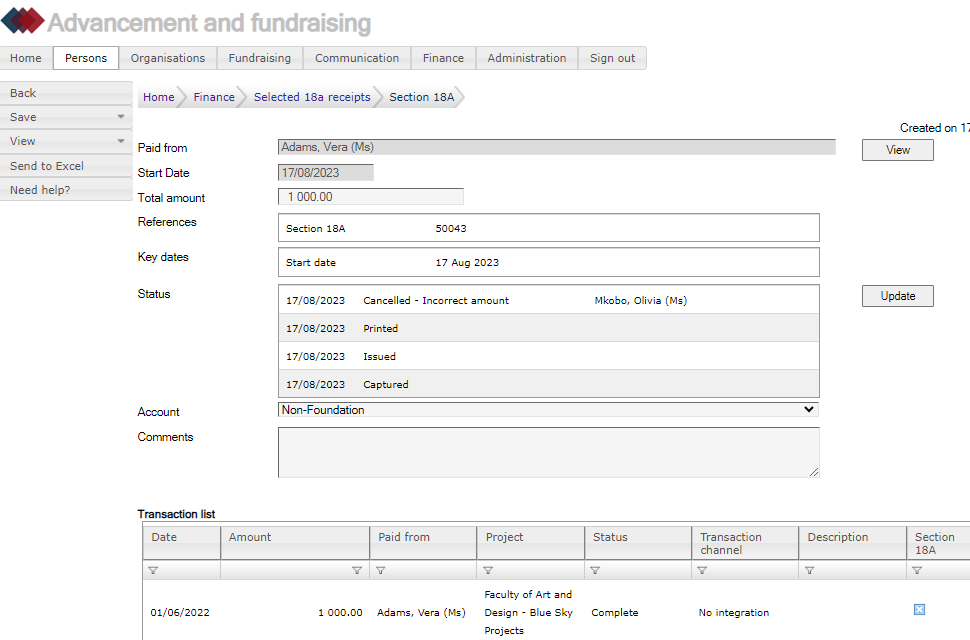 Advancement and fundraising
Home Persons Organisations Fundraising Communication Finance Administration Sign out
Back
Save
View
Send to Excel
Need help?
Home Finance Selected 18a receipts Section 18A
Created on 17
Paid from Adams, Vera (Ms) View
Start Date 17/08/2023
Total amount 1 000.00
References Section 18A 50043
Key dates Start date 17 Aug 2023
Status 17/08/2023 Cancelled - Incorrect amount Mkobo, Olivia (Ms) Update
17/08/2023 Printed
17/08/2023 Issued
17/08/2023 Captured
Account Non-Foundation
Comments
Transaction list
Date Amount Paid from Project Status Transaction channel Description Section 18A
01/06/2022 1 000.00 Adams, Vera (Ms) Faculty of Art and Design - Blue Sky Projects Complete No integration